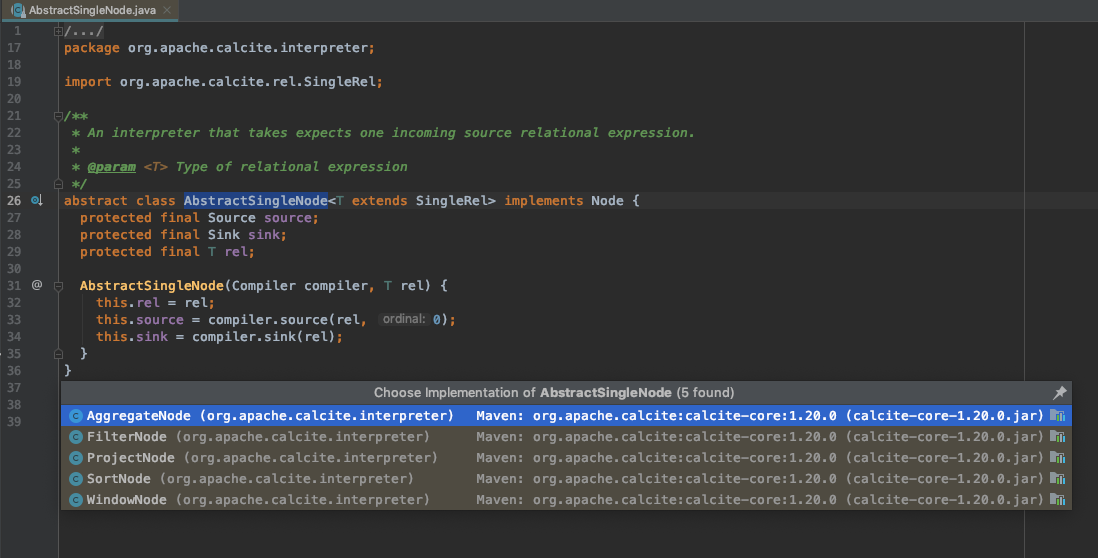 AbstractSingleNode.java
1 /.../
17 package org.apache.calcite.interpreter;
18
19 import org.apache.calcite.rel.SingleRel;
20
21 /**
22 * An interpreter that takes expects one incoming source relational expression.
23 *
24 * @param <T> Type of relational expression
25 */
26 abstract class AbstractSingleNode<T extends SingleRel> implements Node {
27 protected final Source source;
28 protected final Sink sink;
29 protected final T rel;
30
31 @ AbstractSingleNode(Compiler compiler, T rel) {
32 this.rel = rel;
33 this.source = compiler.source(rel, ordinal: 0);
34 this.sink = compiler.sink(rel);
35 }
36 }
37
Choose Implementation of AbstractSingleNode (5 found)
38
39
AggregateNode (org.apache.calcite.interpreter) Maven: org.apache.calcite:calcite-core:1.20.0 (calcite-core-1.20.0.jar)
FilterNode (org.apache.calcite.interpreter) Maven: org.apache.calcite:calcite-core:1.20.0 (calcite-core-1.20.0.jar)
ProjectNode (org.apache.calcite.interpreter) Maven: org.apache.calcite:calcite-core:1.20.0 (calcite-core-1.20.0.jar)
SortNode (org.apache.calcite.interpreter) Maven: org.apache.calcite:calcite-core:1.20.0 (calcite-core-1.20.0.jar)
WindowNode (org.apache.calcite.interpreter) Maven: org.apache.calcite:calcite-core:1.20.0 (calcite-core-1.20.0.jar)